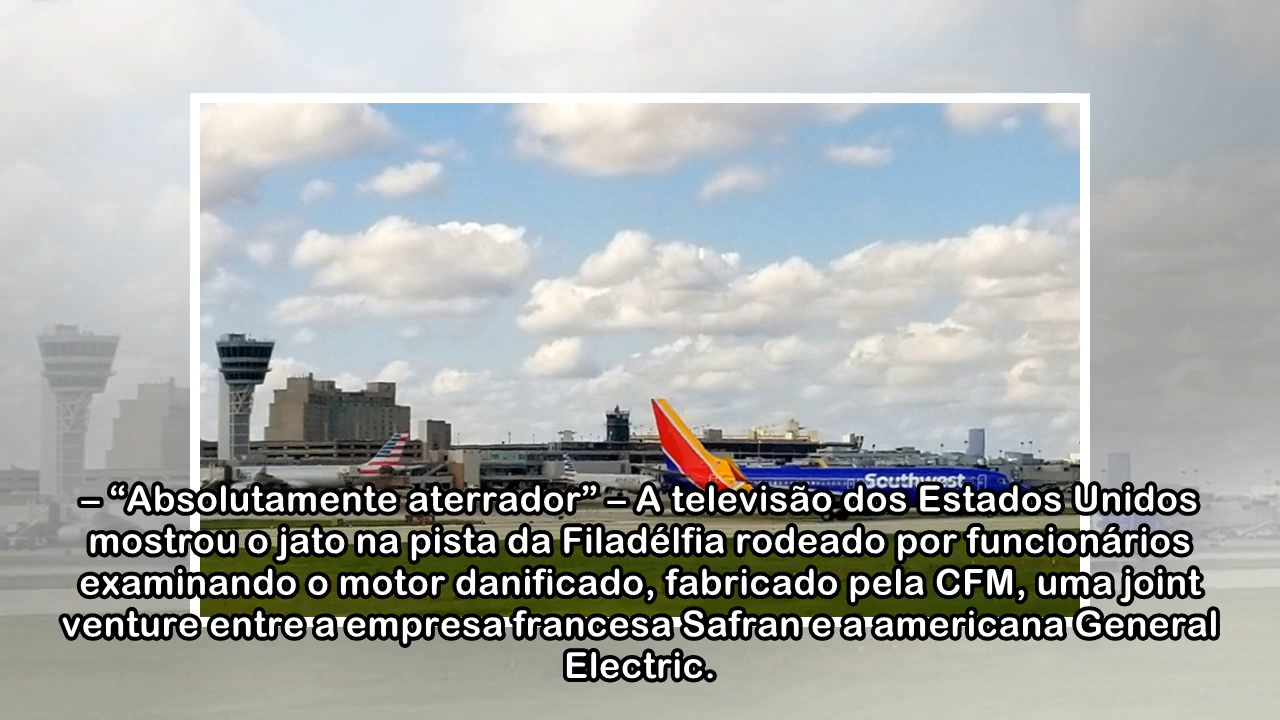 Southwest
– “Absolutamente aterrador” – A televisão dos Estados Unidos
mostrou o jato na pista da Filadélfia rodeado por funcionários
examinando o motor danificado, fabricado pela CFM, uma joint
venture entre a empresa francesa Safran e a americana General
Electric.